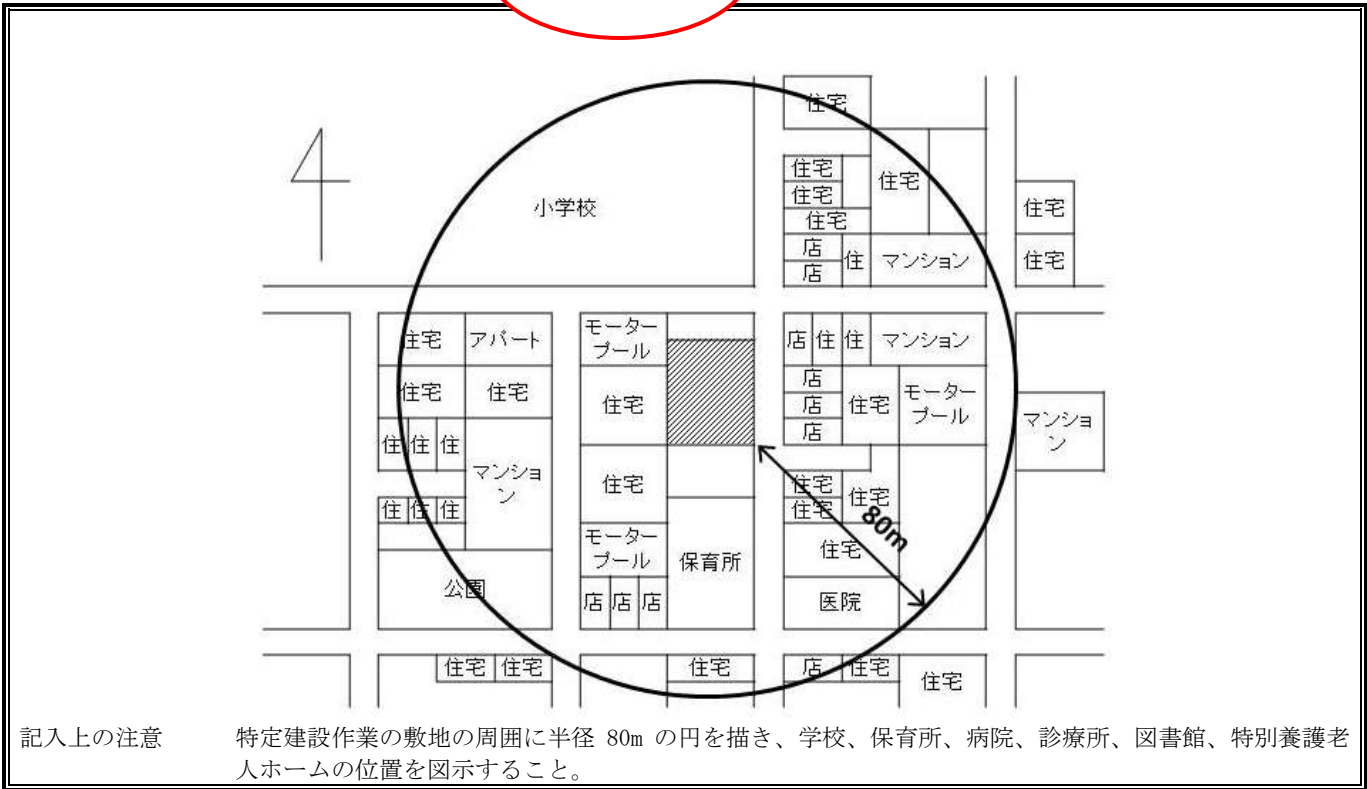 住宅
住宅
住宅
住宅
住宅
小学校
住宅
店
店
住
マンション
住宅
住宅
住宅
アパート
モーター
プール
店
住
住
マンション
住宅
住宅
住宅
店
店
店
住宅
モーター
プール
マンショ
ン
住
住
住
マンショ
ン
住宅
住宅
住宅
住宅
住
住
住
モーター
プール
保育所
住宅
80m
公園
店
店
店
医院
住宅
住宅
住宅
店
住宅
住宅
記入上の注意 特定建設作業の敷地の周囲に半径 80m の円を描き、学校、保育所、病院、診療所、図書館、特別養護老
人ホームの位置を図示すること。